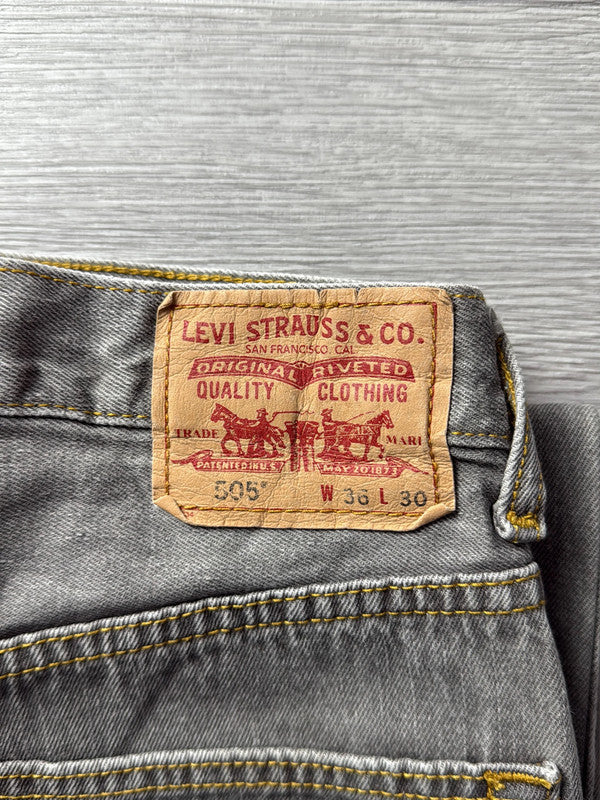 LEVI STRAUSS & CO.
SAN FRANCISCO, CAL.
ORIGINAL RIVETED
QUALITY CLOTHING
TRADE MARK
PATENTED IN U.S. MAY 20 1873
505® W 36 L 30